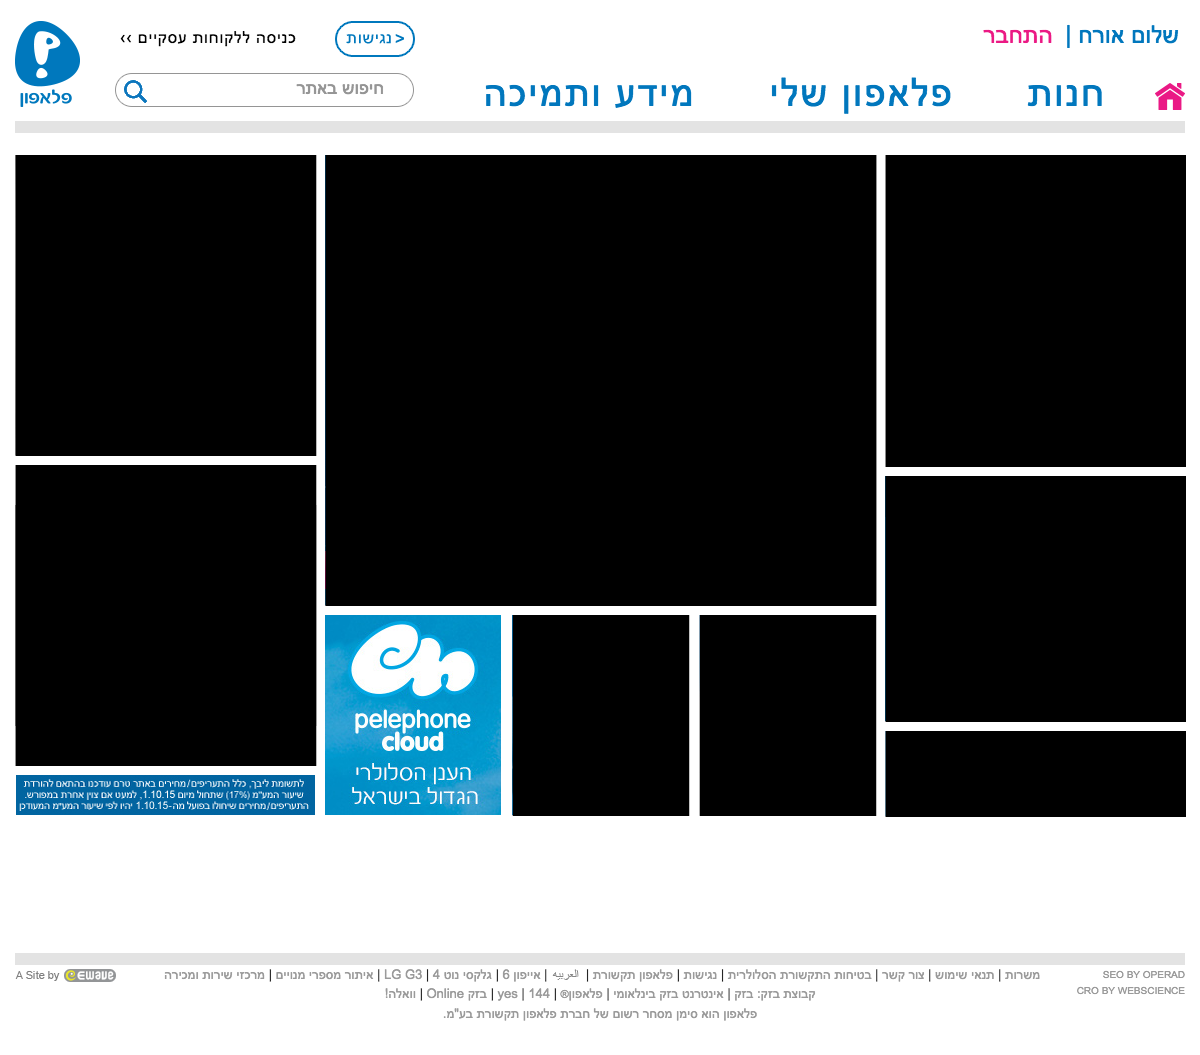 שלום אורח | התחבר
< נגישות
כניסה ללקוחות עסקיים ››
פלאפון
חנות
פלאפון שלי
מידע ותמיכה
חיפוש באתר
pelephone
cloud
הענן הסלולרי
הגדול בישראל
לתשומת ליבך, כלל התעריפים/מחירים באתר טרם עודכנו בהתאם להורדת
שיעור המע"מ (17%) שתחול מיום 1.10.15, למעט אם צוין אחרת במפורש.
התעריפים/מחירים שיחולו בפועל מה-1.10.15 יהיו לפי שיעור המע"מ המעודכן
SEO BY OPERAD
CRO BY WEBSCIENCE
משרות | תנאי שימוש | צור קשר | בטיחות התקשורת הסלולרית | נגישות | פלאפון תקשורת | العربية | אייפון 6 | גלקסי נוט 4 | LG G3 | איתור מספרי מנויים | מרכזי שירות ומכירה
קבוצת בזק: בזק | אינטרנט בזק בינלאומי | פלאפון® | 144 | yes | בזק Online | וואלה!
פלאפון הוא סימן מסחר רשום של חברת פלאפון תקשורת בע"מ.
A Site by eWave